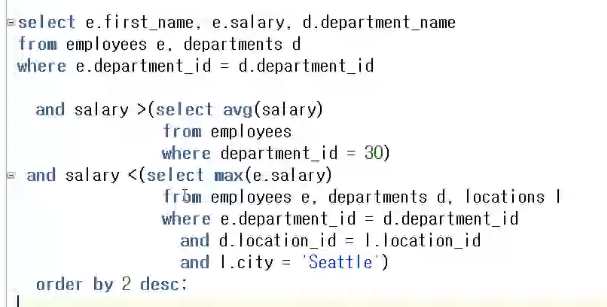 select e.first_name, e.salary, d.department_name
from employees e, departments d
where e.department_id = d.department_id
and salary >(select avg(salary)
from employees
where department_id = 30)
and salary <(select max(e.salary)
from employees e, departments d, locations l
where e.department_id = d.department_id
and d.location_id = l.location_id
and l.city = 'Seattle')
order by 2 desc;